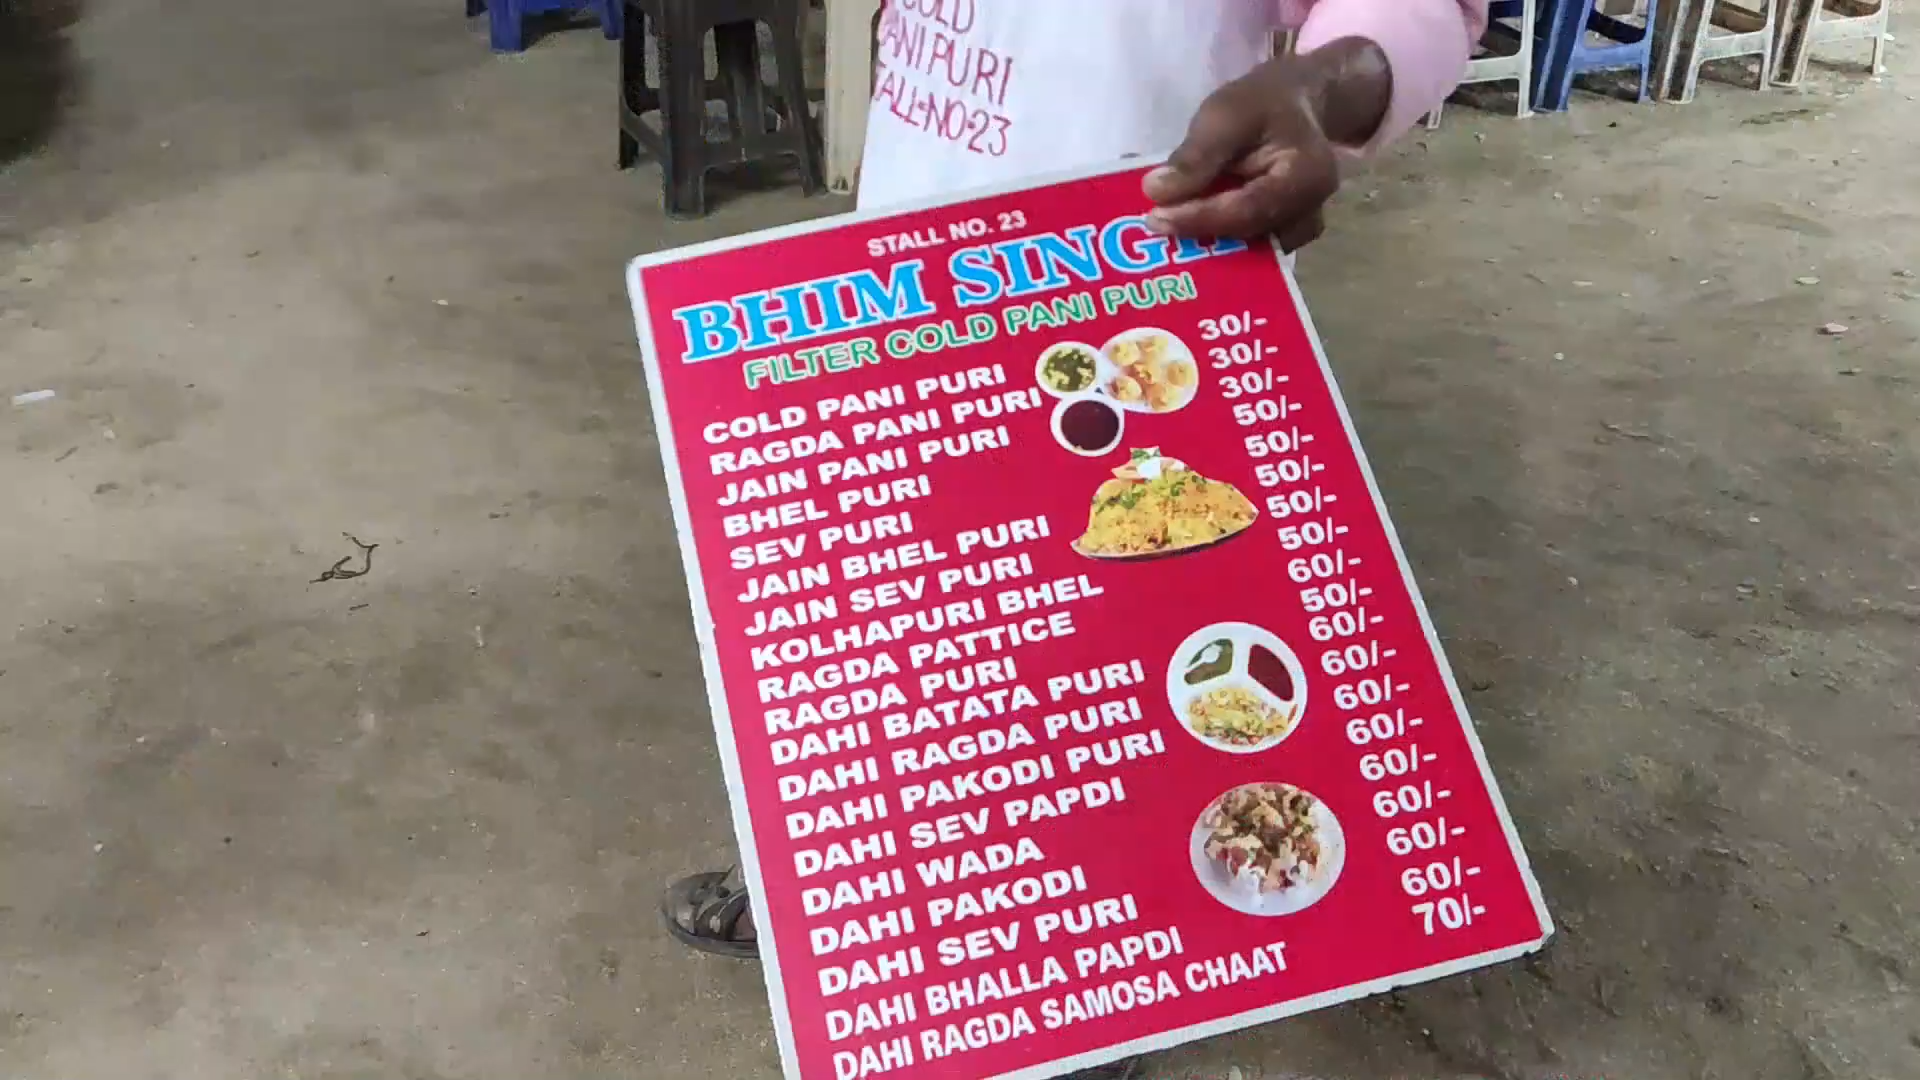 COLD
PANI PURI
STALL-NO-23
STALL NO. 23
BHIM SINGH
FILTER COLD PANI PURI
COLD PANI PURI 30/-
RAGDA PANI PURI 30/-
JAIN PANI PURI 30/-
BHEL PURI 50/-
SEV PURI 50/-
JAIN BHEL PURI 50/-
JAIN SEV PURI 50/-
KOLHAPURI BHEL 50/-
RAGDA PATTICE 60/-
RAGDA PURI 50/-
DAHI BATATA PURI 60/-
DAHI RAGDA PURI 60/-
DAHI PAKODI PURI 60/-
DAHI SEV PAPDI 60/-
DAHI WADA 60/-
DAHI PAKODI 60/-
DAHI SEV PURI 60/-
DAHI BHALLA PAPDI 60/-
DAHI RAGDA SAMOSA CHAAT 70/-